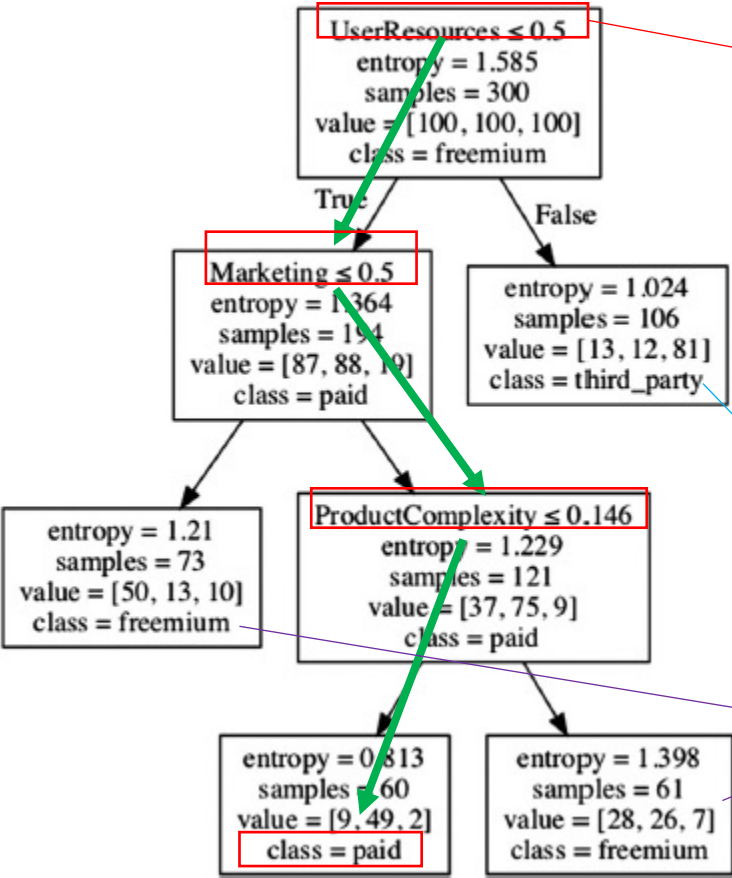 UserResources ≤ 0.5
entropy = 1.585
samples = 300
value = [100, 100, 100]
class = freemium
True
False
Marketing ≤ 0.5
entropy = 1.364
samples = 194
value = [87, 88, 19]
class = paid
entropy = 1.024
samples = 106
value = [13, 12, 81]
class = third_party
entropy = 1.21
samples = 73
value = [50, 13, 10]
class = freemium
ProductComplexity ≤ 0.146
entropy = 1.229
samples = 121
value = [37, 75, 9]
class = paid
entropy = 0.813
samples = 60
value = [9, 49, 2]
class = paid
entropy = 1.398
samples = 61
value = [28, 26, 7]
class = freemium